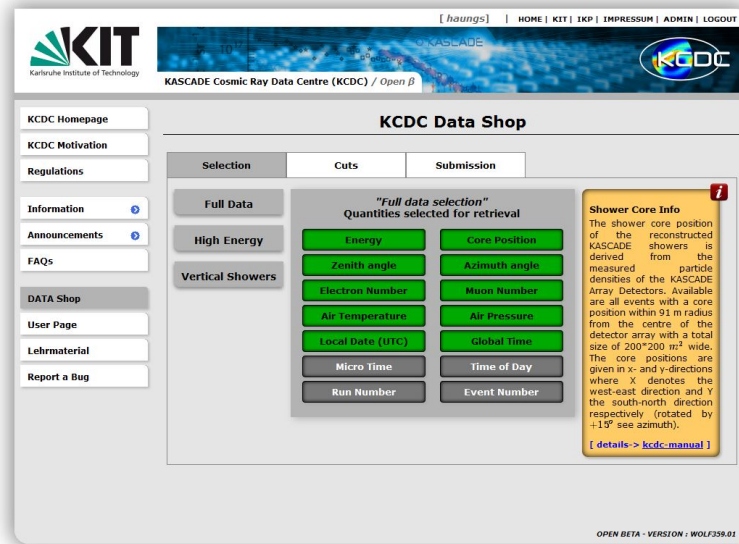 [ haungs] | HOME | KIT | IKP | IMPRESSUM | ADMIN | LOGOUT
KIT
Karlsruhe Institute of Technology
KASCADE
KCDC
KASCADE Cosmic Ray Data Centre (KCDC) / Open β
KCDC Homepage
KCDC Motivation
Regulations
Information
Announcements
FAQs
DATA Shop
User Page
Lehrmaterial
Report a Bug
KCDC Data Shop
Selection Cuts Submission
Full Data
High Energy
Vertical Showers
"Full data selection"
Quantities selected for retrieval
Energy Core Position
Zenith angle Azimuth angle
Electron Number Muon Number
Air Temperature Air Pressure
Local Date (UTC) Global Time
Micro Time Time of Day
Run Number Event Number
i
Shower Core Info
The shower core position
of the reconstructed
KASCADE showers is
derived from the
measured particle
densities of the KASCADE
Array Detectors. Available
are all events with a core
position within 91 m radius
from the centre of the
detector array with a total
size of 200*200 m² wide.
The core positions are
given in x- and y-directions
where X denotes the
west-east direction and Y
the south-north direction
respectively (rotated by
+15° see azimuth).
[ details-> kcdc-manual ]
OPEN BETA - VERSION : WOLF359.01